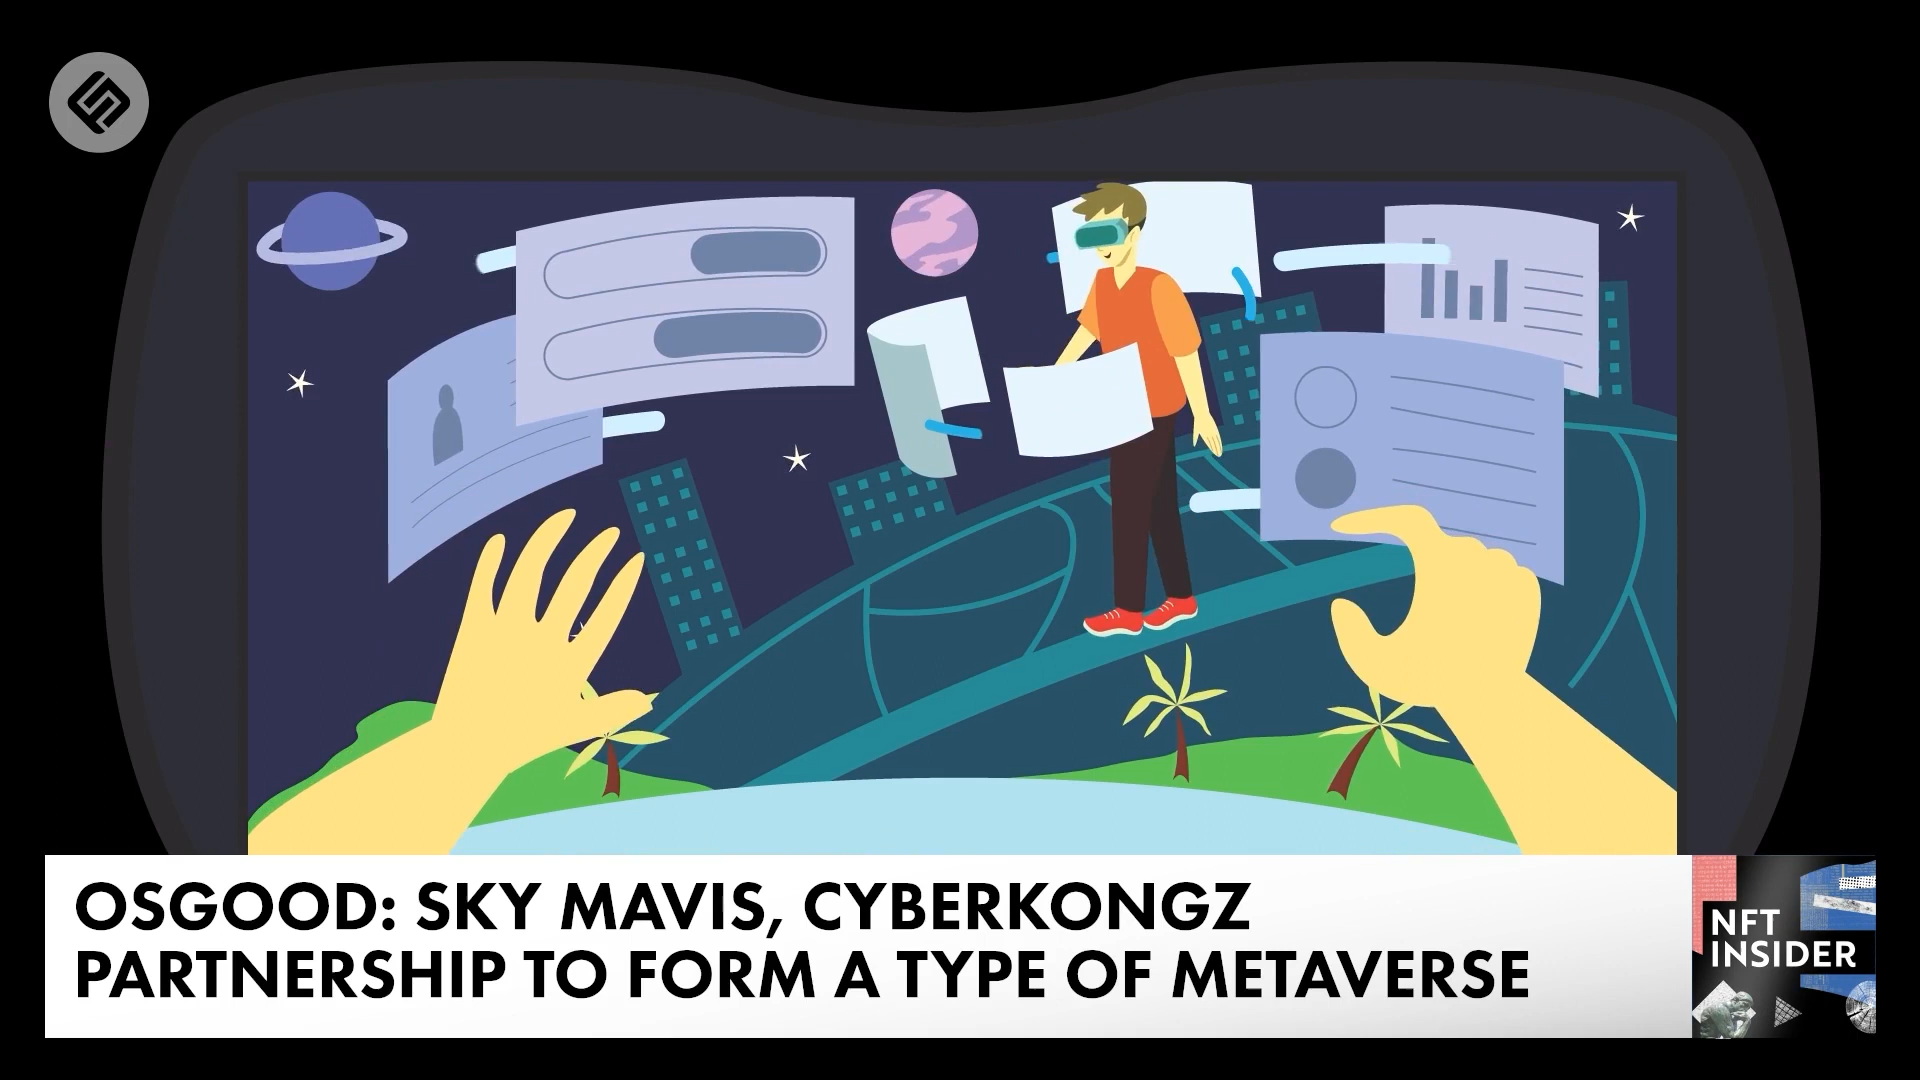 OSGOOD: SKY MAVIS, CYBERKONGZ
PARTNERSHIP TO FORM A TYPE OF METAVERSE
NFT
INSIDER